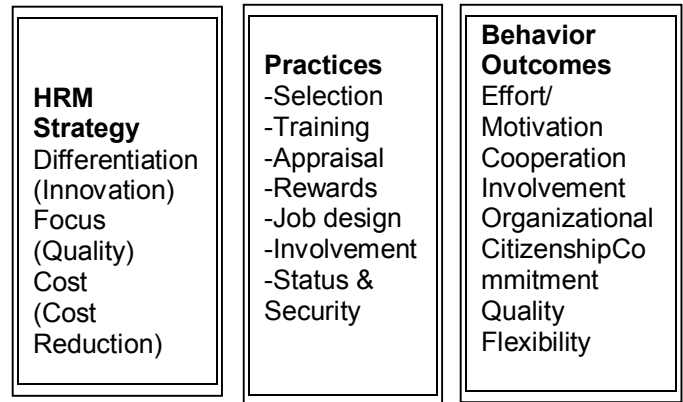 HRM
Strategy
Differentiation
(Innovation)
Focus
(Quality)
Cost
(Cost
Reduction)
Practices
-Selection
-Training
-Appraisal
-Rewards
-Job design
-Involvement
-Status &
Security
Behavior
Outcomes
Effort/
Motivation
Cooperation
Involvement
Organizational
CitizenshipCo
mmitment
Quality
Flexibility